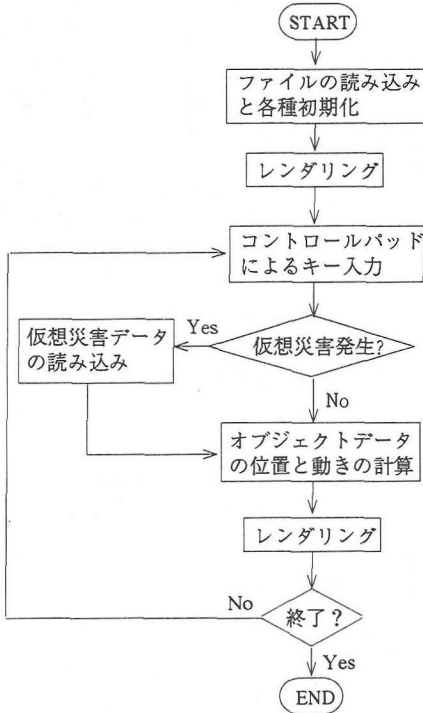 START
ファイルの読み込み
と各種初期化
レンダリング
コントロールパッド
によるキー入力
仮想災害発生?
Yes
仮想災害データ
の読み込み
No
オブジェクトデータ
の位置と動きの計算
レンダリング
終了?
No
Yes
END